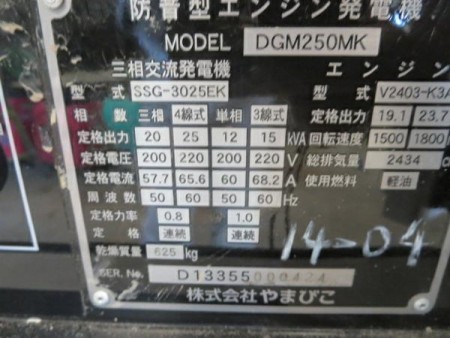 防音型エンジン発電機
MODEL DGM250MK
三相交流発電機 エンジン
型式 SSG-3025EK 型式 V2403-K3A
相数 三相 4線式 単相 3線式 定格出力 19.1 23.7
定格出力 20 25 12 15 kVA 回転速度 1500 1800
定格電圧 200 220 200 220 V 総排気量 2434
定格電流 57.7 65.6 60 68.2 A 使用燃料 軽油
周波数 50 60 50 60 Hz
定格力率 0.8 1.0
定格 連続 連続
乾燥質量 625 kg 14-04
SER. No. D13355000424
株式会社やまびこ